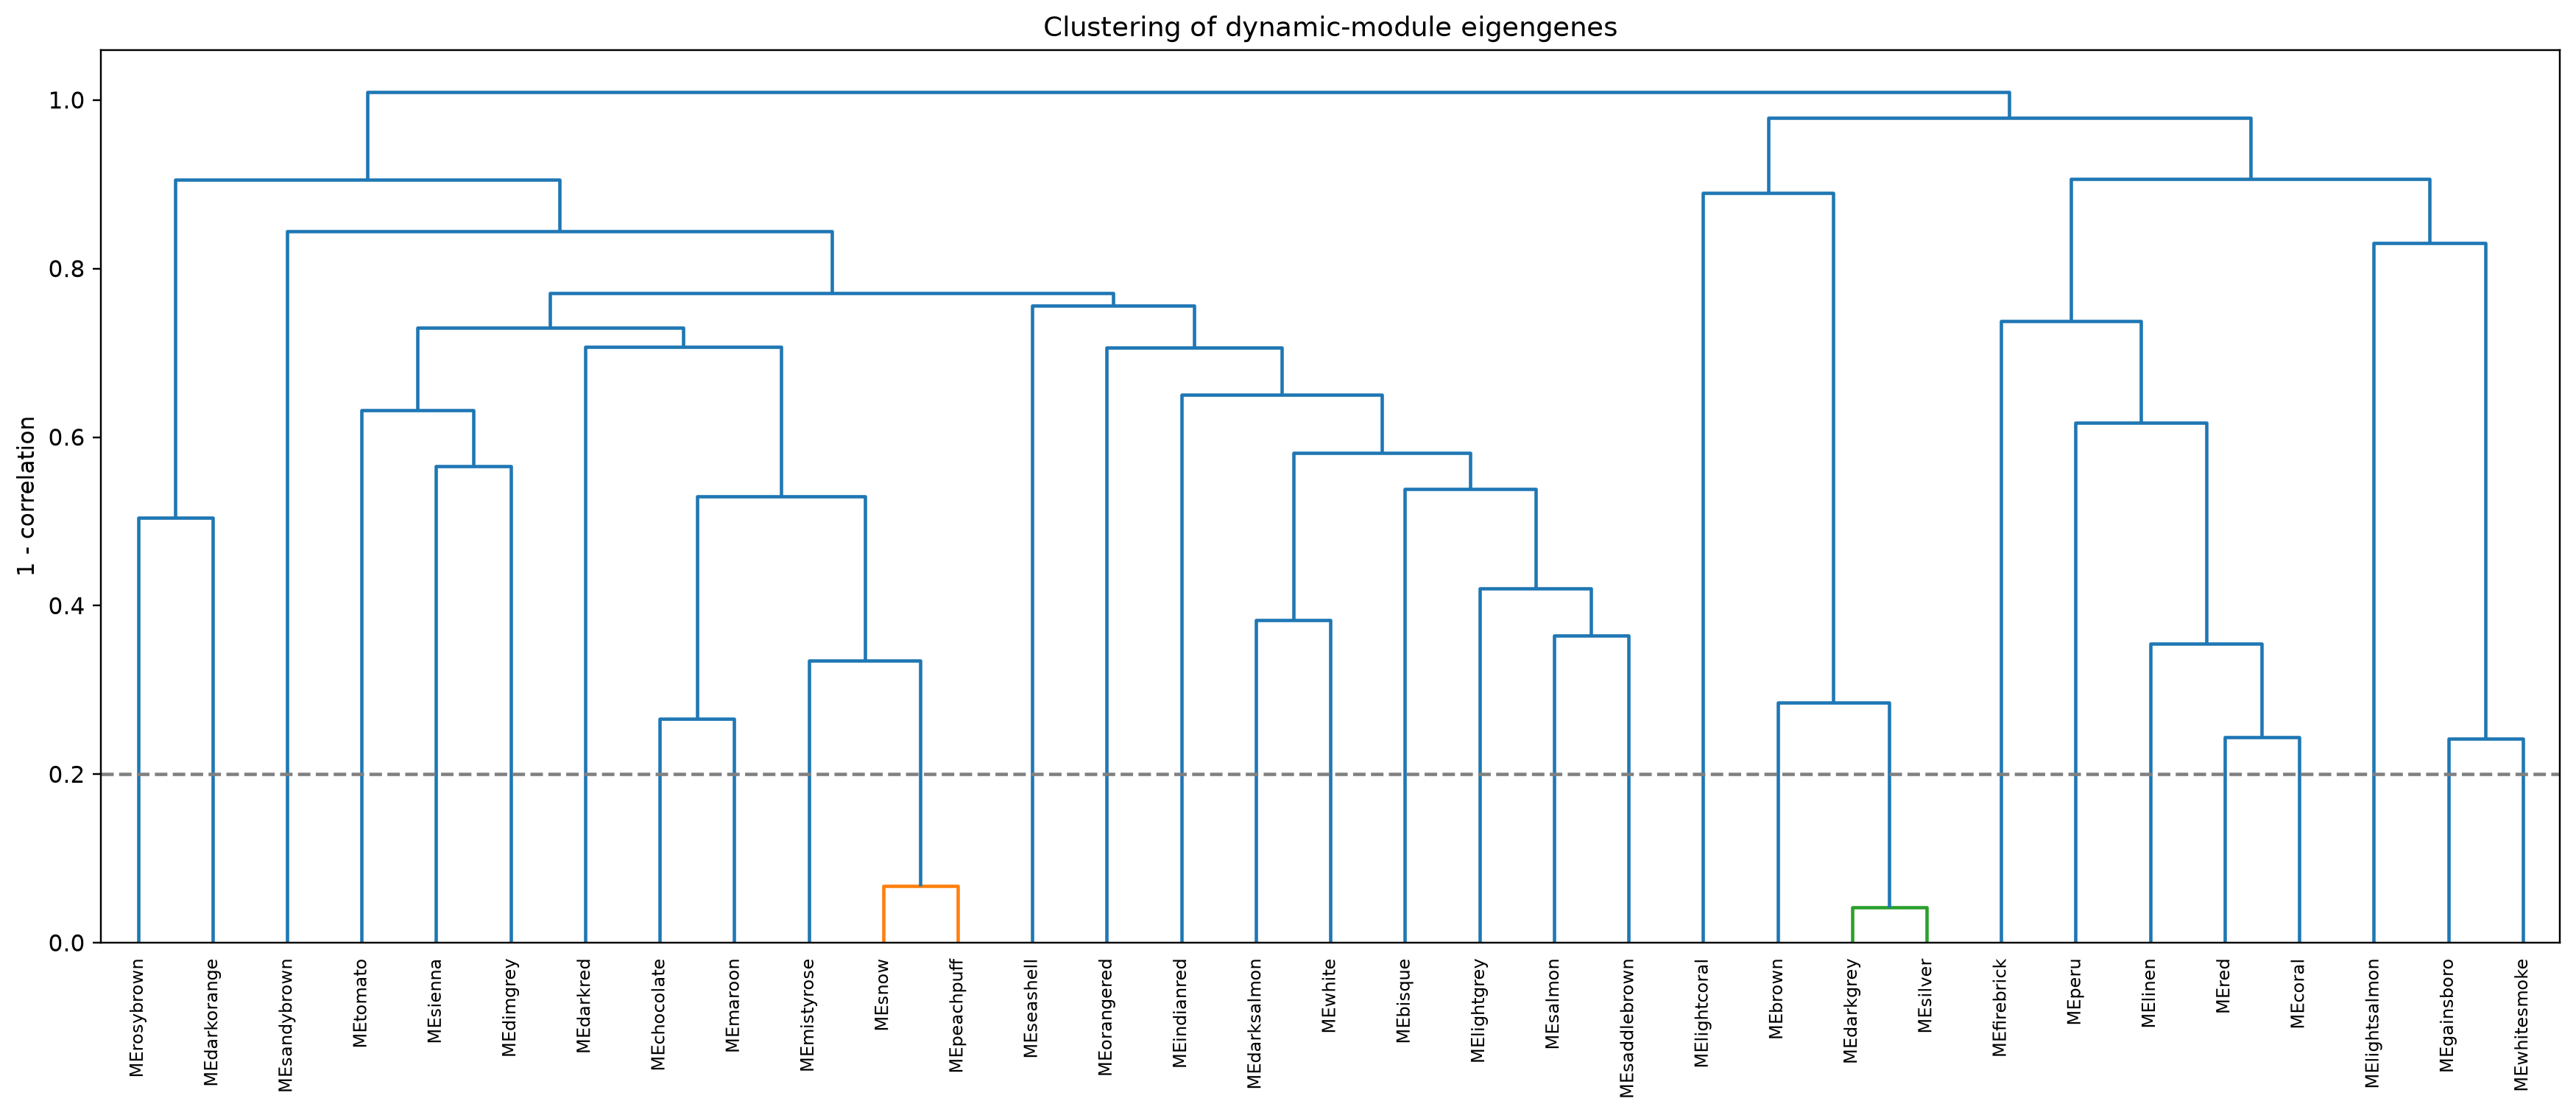 Clustering of dynamic-module eigengenes
1 - correlation
1.0
0.8
0.6
0.4
0.2
0.0
MErosybrown
MEdarkorange
MEsandybrown
MEtomato
MEsienna
MEdimgrey
MEdarkred
MEchocolate
MEmaroon
MEmistyrose
MEsnow
MEpeachpuff
MEseashell
MEorangered
MEindianred
MEdarksalmon
MEwhite
MEbisque
MElightgrey
MEsalmon
MEsaddlebrown
MElightcoral
MEbrown
MEdarkgrey
MEsilver
MEfirebrick
MEperu
MElinen
MEred
MEcoral
MElightsalmon
MEgainsboro
MEwhitesmoke